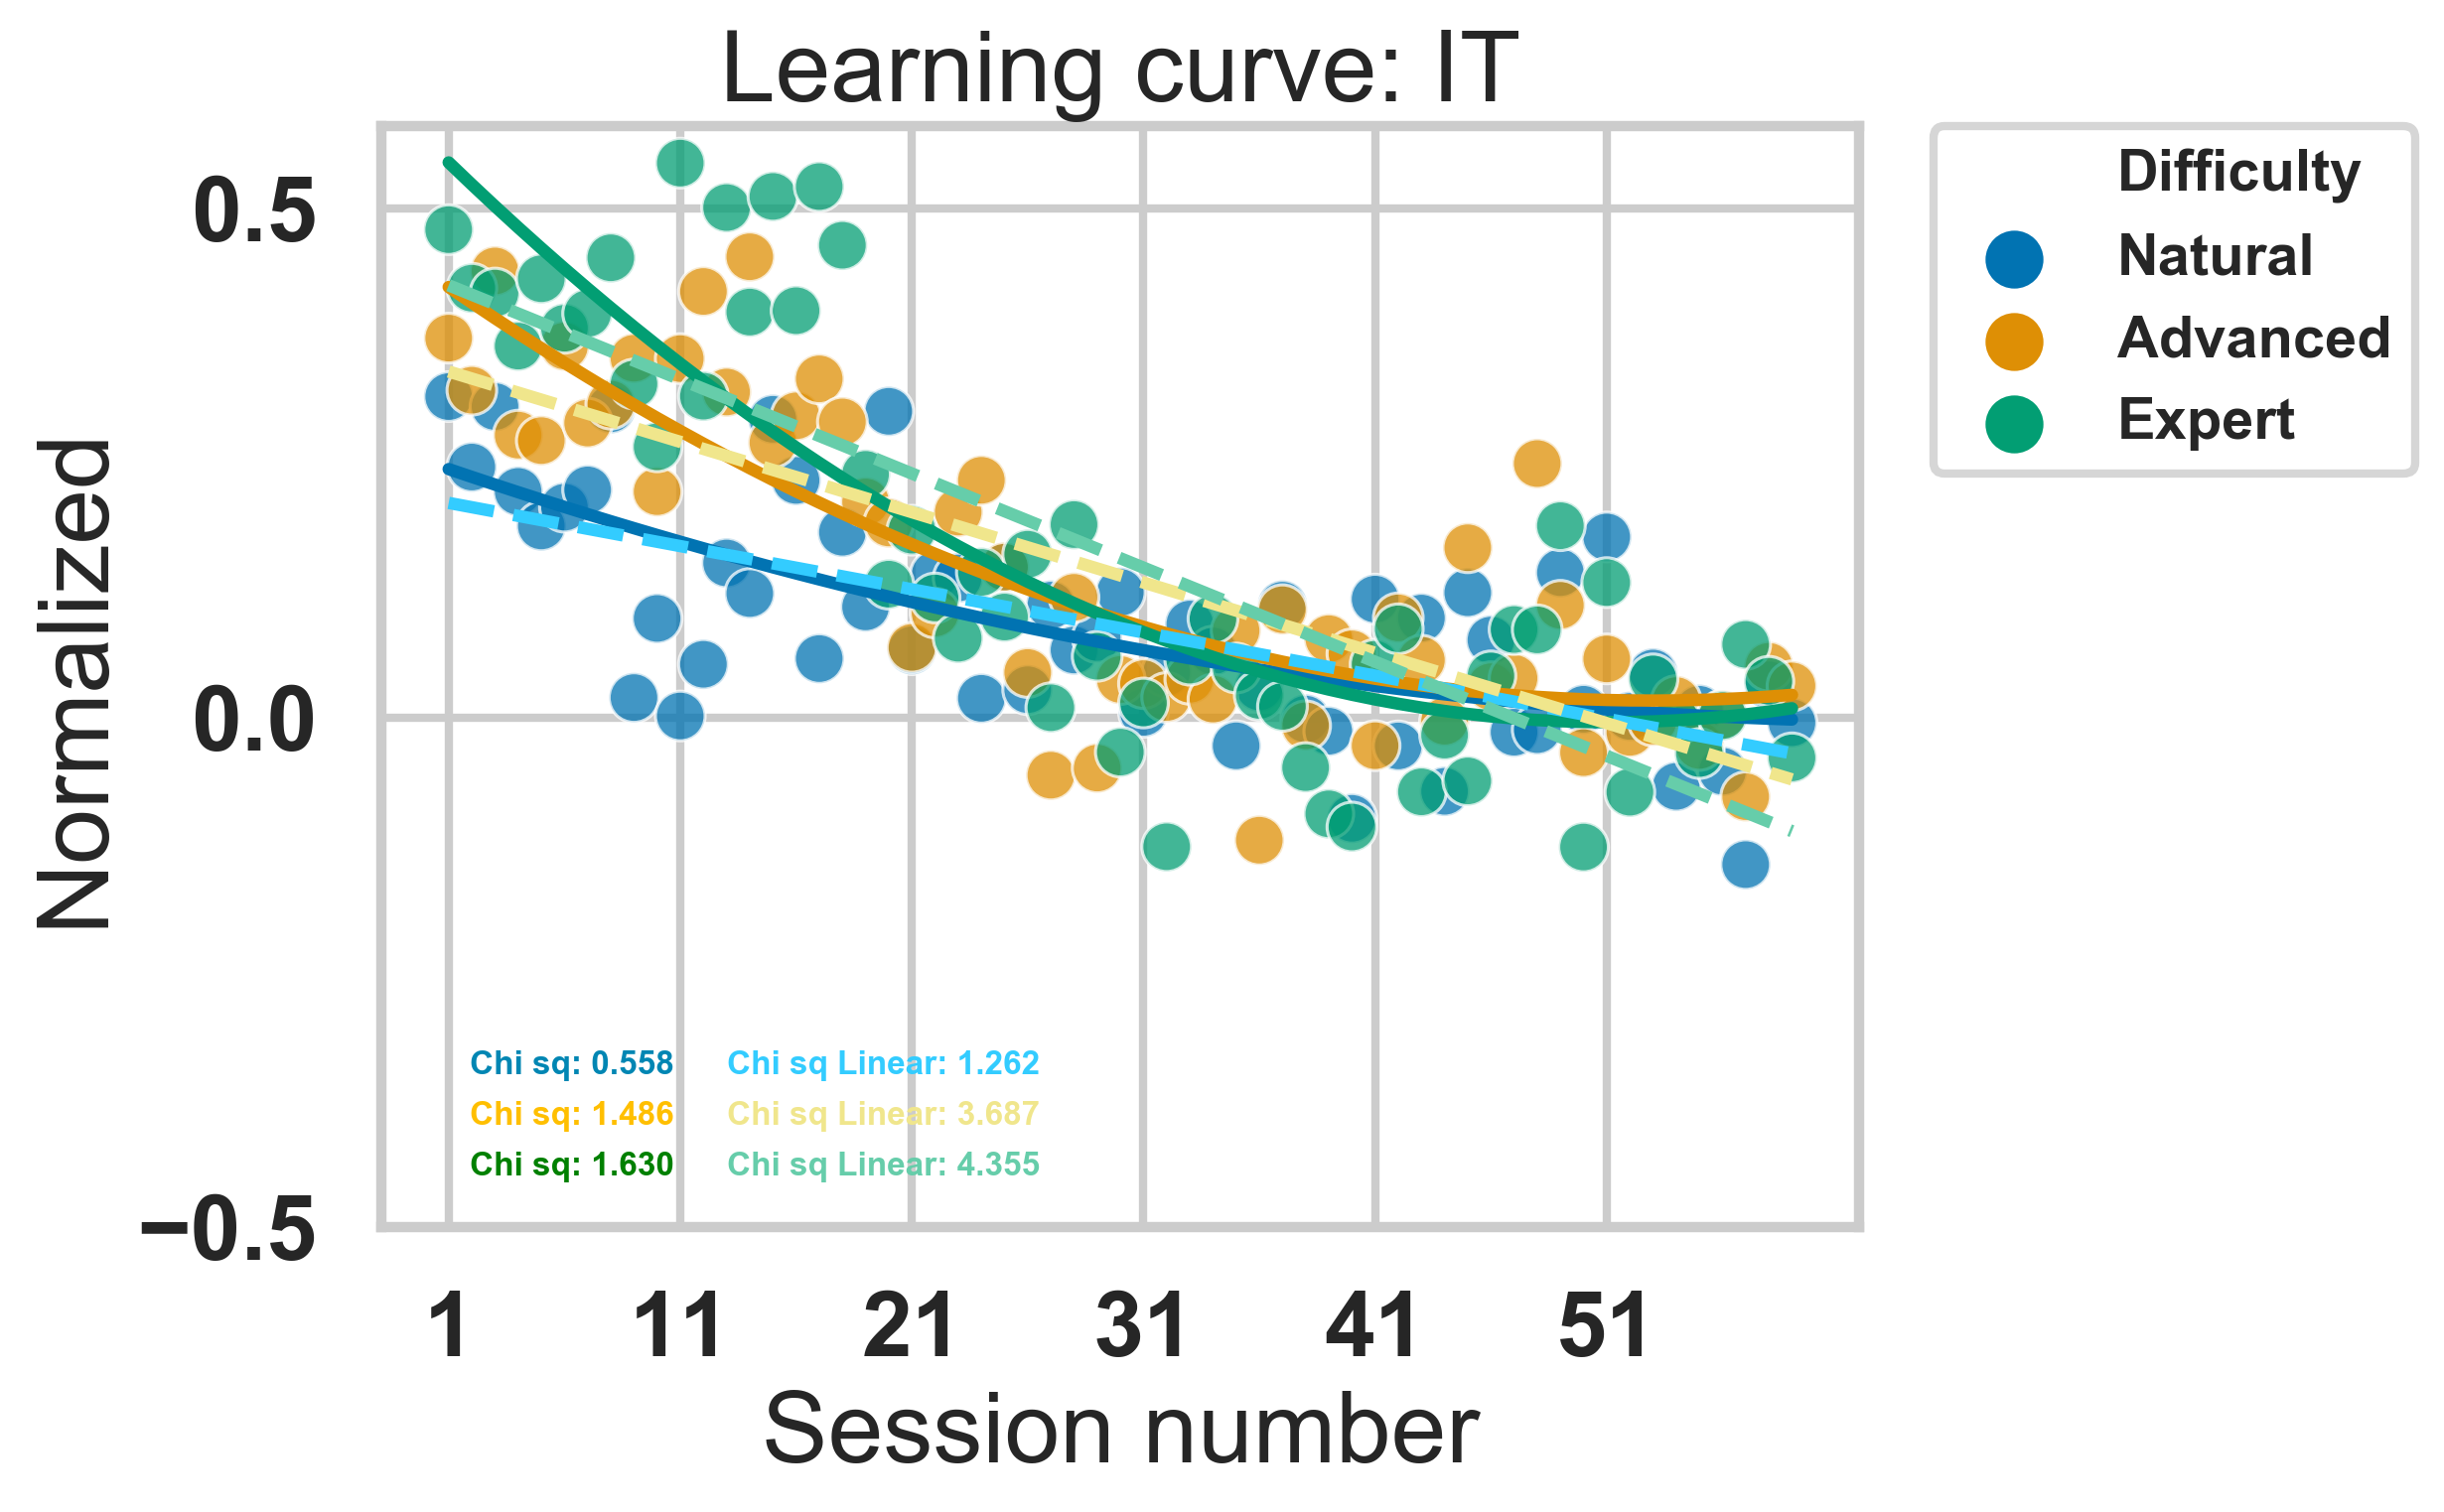 Learning curve: IT
Difficulty
Natural
Advanced
Expert
0.5
0.0
−0.5
Normalized
Chi sq: 0.558 Chi sq Linear: 1.262
Chi sq: 1.486 Chi sq Linear: 3.687
Chi sq: 1.630 Chi sq Linear: 4.355
1 11 21 31 41 51
Session number